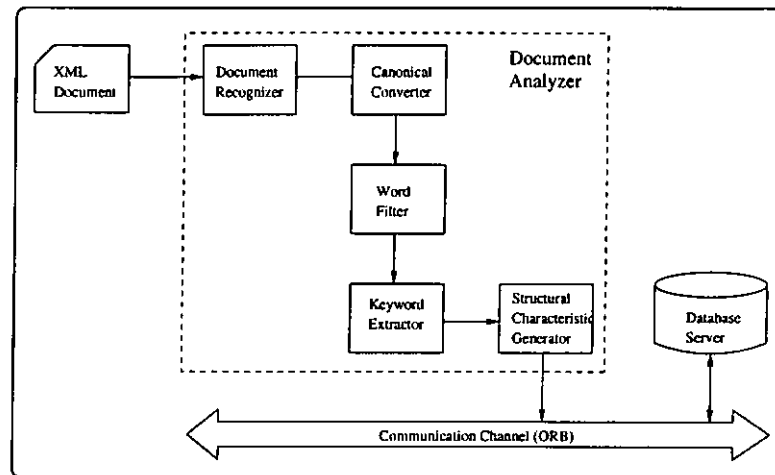 XML
Document
Document
Recognizer
Canonical
Converter
Document
Analyzer
Word
Filter
Keyword
Extractor
Structural
Characteristic
Generator
Database
Server
Communication Channel (ORB)